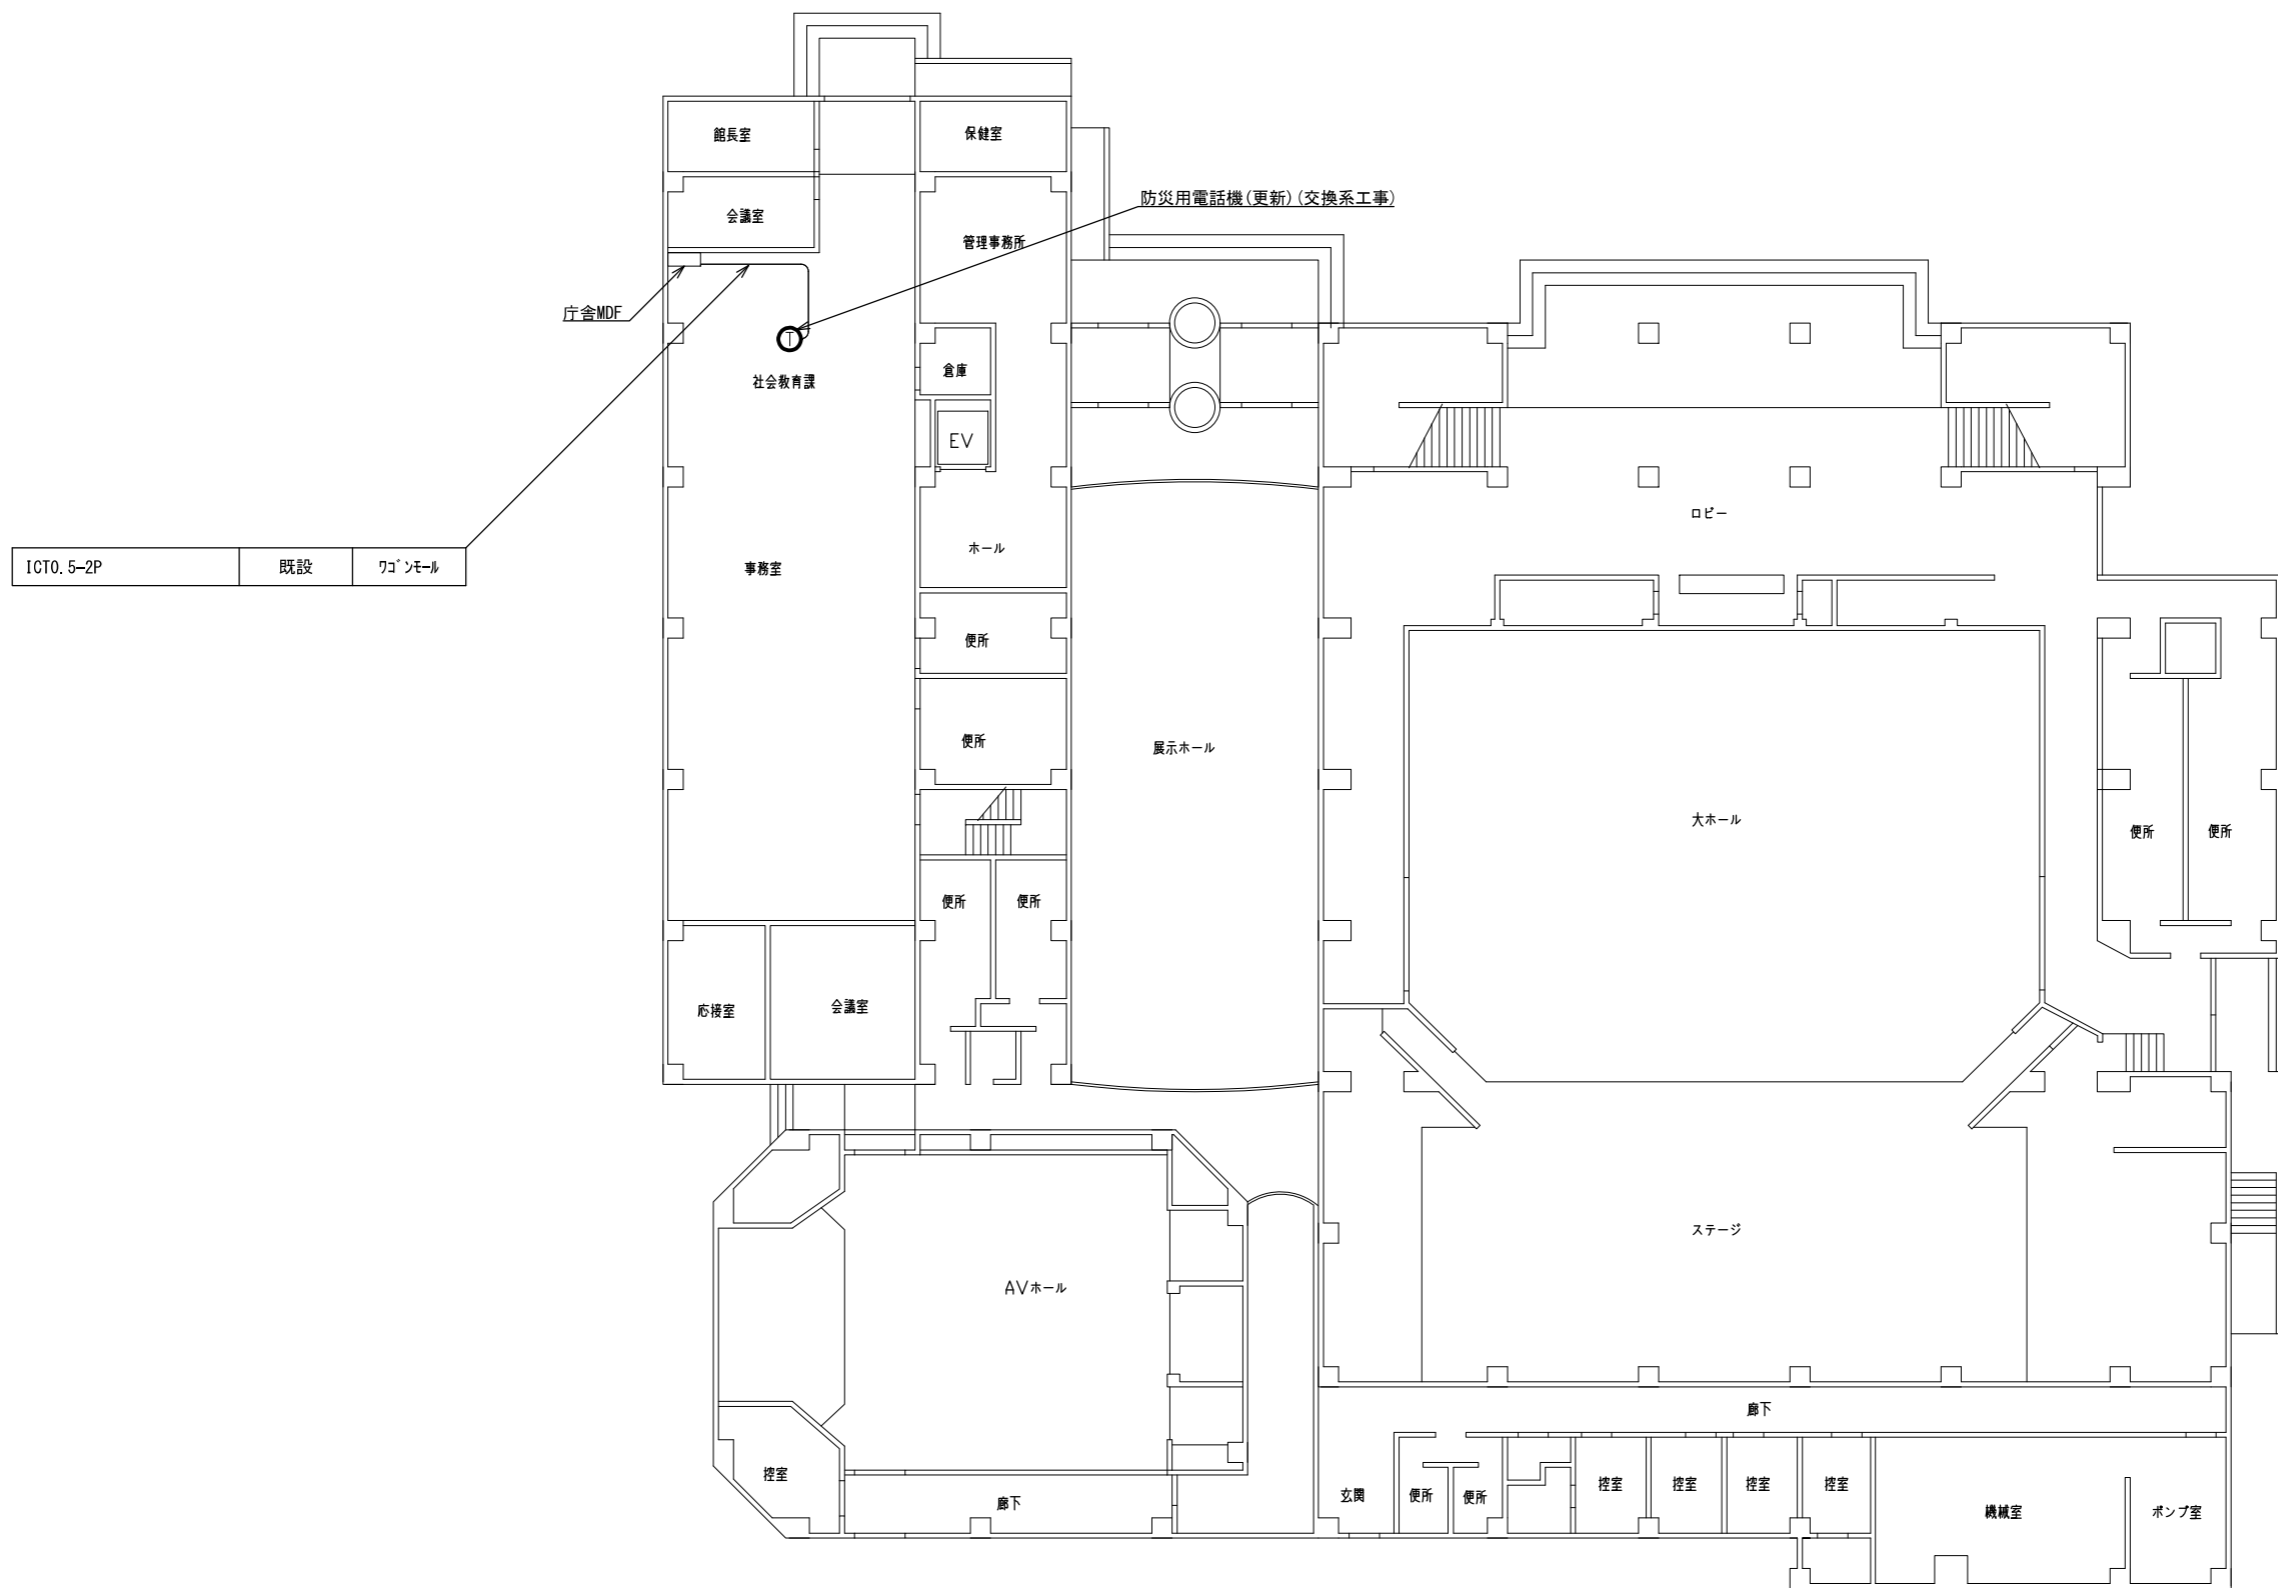 館長室
保健室
会議室
防災用電話機(更新)(交換系工事)
管理事務所
庁舎MDF
T
社会教育課
倉庫
EV
ロビー
ホール
ICT0.5-2P 既設 ワゴンモール
事務室
便所
便所
展示ホール
大ホール
便所
便所
便所
便所
応接室
会議室
ステージ
AVホール
廊下
控室
廊下
玄関
便所
便所
控室
控室
控室
控室
機械室
ポンプ室